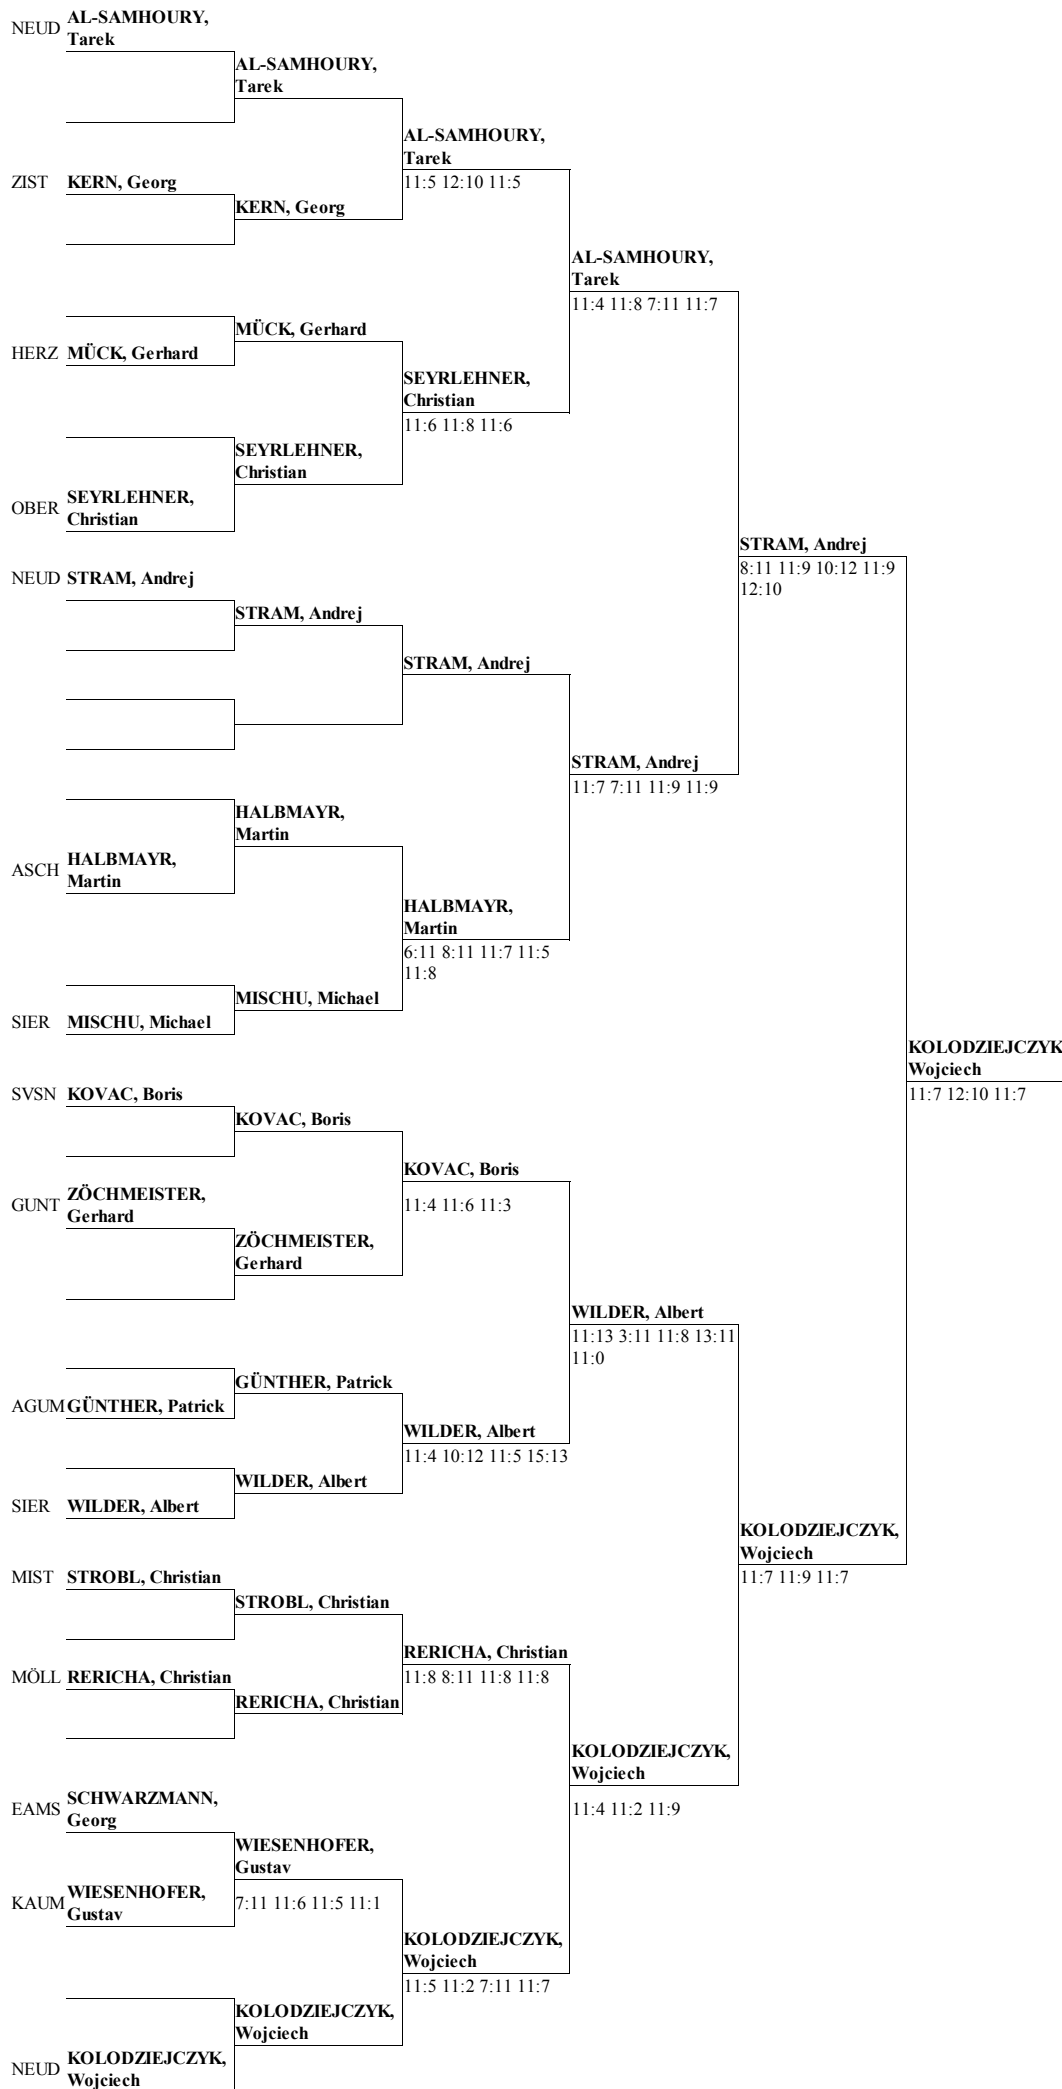 NEUD AL-SAMHOURY,
Tarek
AL-SAMHOURY,
Tarek
AL-SAMHOURY,
Tarek
ZIST KERN, Georg
11:5 12:10 11:5
KERN, Georg
AL-SAMHOURY,
Tarek
11:4 11:8 7:11 11:7
MÜCK, Gerhard
HERZ MÜCK, Gerhard
SEYRLEHNER,
Christian
11:6 11:8 11:6
SEYRLEHNER,
Christian
OBER SEYRLEHNER,
Christian
STRAM, Andrej
8:11 11:9 10:12 11:9
12:10
NEUD STRAM, Andrej
STRAM, Andrej
STRAM, Andrej
STRAM, Andrej
11:7 7:11 11:9 11:9
HALBMAYR,
Martin
ASCH HALBMAYR,
Martin
HALBMAYR,
Martin
6:11 8:11 11:7 11:5
11:8
MISCHU, Michael
SIER MISCHU, Michael
KOLODZIEJCZYK
Wojciech
11:7 12:10 11:7
SVSN KOVAC, Boris
KOVAC, Boris
KOVAC, Boris
11:4 11:6 11:3
GUNT ZÖCHMEISTER,
Gerhard
ZÖCHMEISTER,
Gerhard
WILDER, Albert
11:13 3:11 11:8 13:11
11:0
GÜNTHER, Patrick
AGUM GÜNTHER, Patrick
WILDER, Albert
11:4 10:12 11:5 15:13
WILDER, Albert
SIER WILDER, Albert
KOLODZIEJCZYK,
Wojciech
11:7 11:9 11:7
MIST STROBL, Christian
STROBL, Christian
RERICHA, Christian
11:8 8:11 11:8 11:8
MÖLL RERICHA, Christian
RERICHA, Christian
KOLODZIEJCZYK,
Wojciech
11:4 11:2 11:9
EAMS SCHWARZMANN,
Georg
WIESENHOFER,
Gustav
7:11 11:6 11:5 11:1
KAUM WIESENHOFER,
Gustav
KOLODZIEJCZYK,
Wojciech
11:5 11:2 7:11 11:7
KOLODZIEJCZYK,
Wojciech
NEUD KOLODZIEJCZYK,
Wojciech